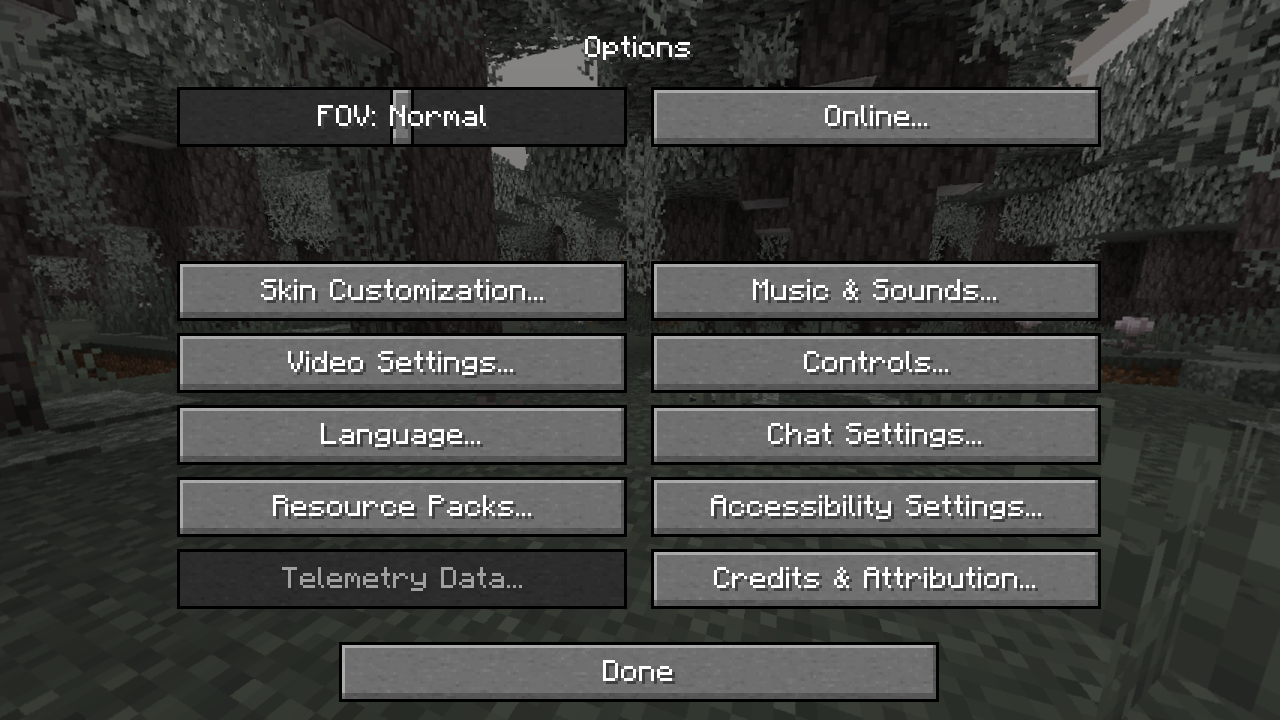 Options
FOV: Normal
Online...
Skin Customization...
Music & Sounds...
Video Settings...
Controls...
Language...
Chat Settings...
Resource Packs...
Accessibility Settings...
Telemetry Data...
Credits & Attribution...
Done